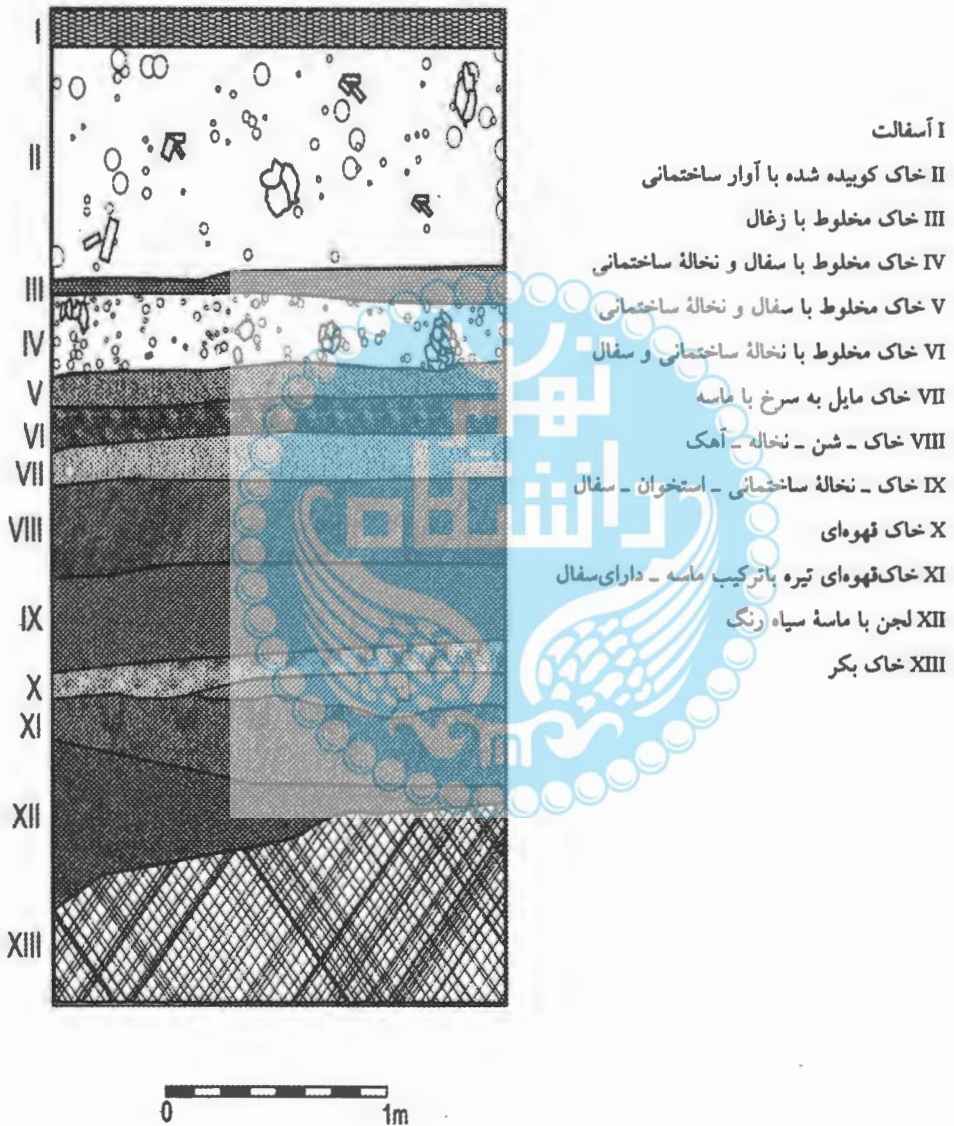 I
II
III
IV
V
VI
VII
VIII
IX
X
XI
XII
XIII
I آسفالت
II خاک کوبیده شده با آوار ساختمانی
III خاک مخلوط با زغال
IV خاک مخلوط با سفال و نخالهٔ ساختمانی
V خاک مخلوط با سفال و نخالهٔ ساختمانی
VI خاک مخلوط با نخالهٔ ساختمانی و سفال
VII خاک مایل به سرخ با ماسه
VIII خاک ـ شن ـ نخاله ـ آهک
IX خاک ـ نخالهٔ ساختمانی ـ استخوان ـ سفال
X خاک قهوه‌ای
XI خاک‌قهوه‌ای تیره باترکیب ماسه ـ دارای‌سفال
XII لجن با ماسهٔ سیاه رنگ
XIII خاک بکر
دانشگاه
تهران
0 1m